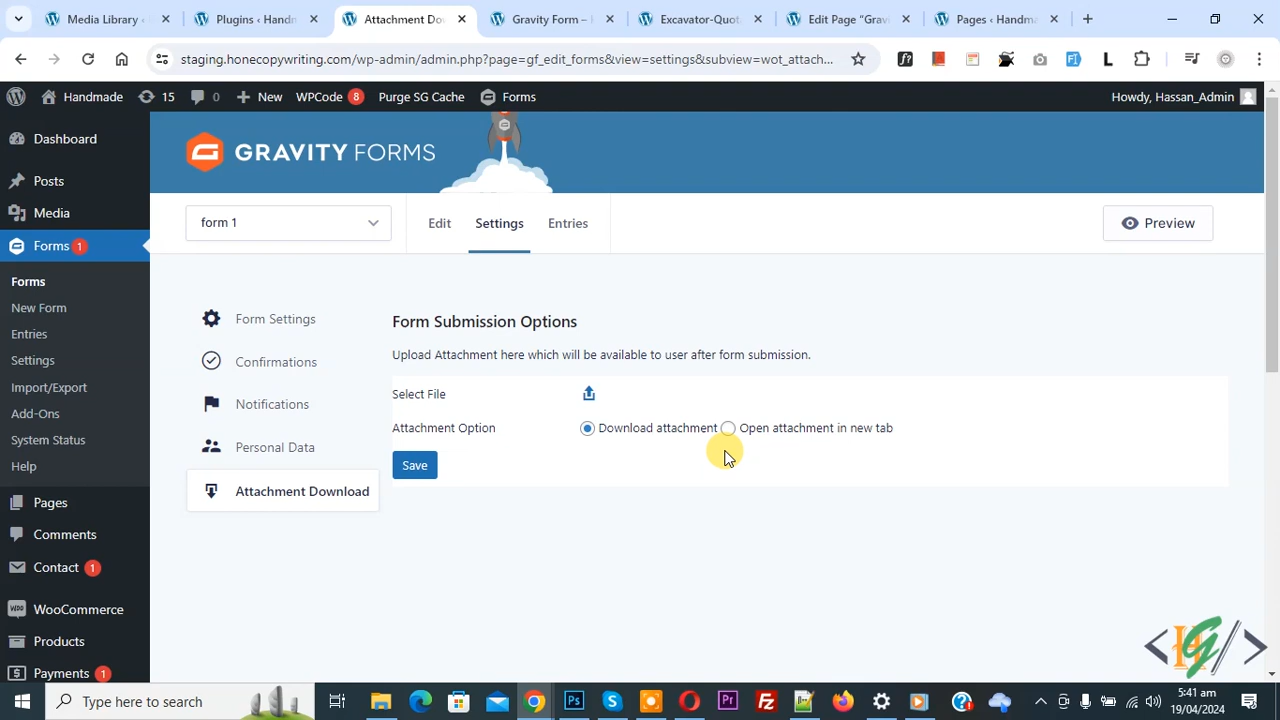 Media Library ‹
Plugins ‹ Handm
Attachment Do
Gravity Form –
Excavator-Quot
Edit Page "Grav
Pages ‹ Handma
staging.homecopywriting.com/wp-admin/admin.php?page=gf_edit_forms&view=settings&subview=wot_attach...
Handmade
15
0
New
WPCode 8
Purge SG Cache
Forms
Howdy, Hassan_Admin
Dashboard
Posts
Media
Forms 1
Forms
New Form
Entries
Settings
Import/Export
Add-Ons
System Status
Help
Pages
Comments
Contact 1
WooCommerce
Products
Payments 1
GRAVITY FORMS
form 1
Edit
Settings
Entries
Preview
Form Settings
Confirmations
Notifications
Personal Data
Attachment Download
Form Submission Options
Upload Attachment here which will be available to user after form submission.
Select File
Attachment Option
Download attachment
Open attachment in new tab
Save
Type here to search
5:41 am
19/04/2024